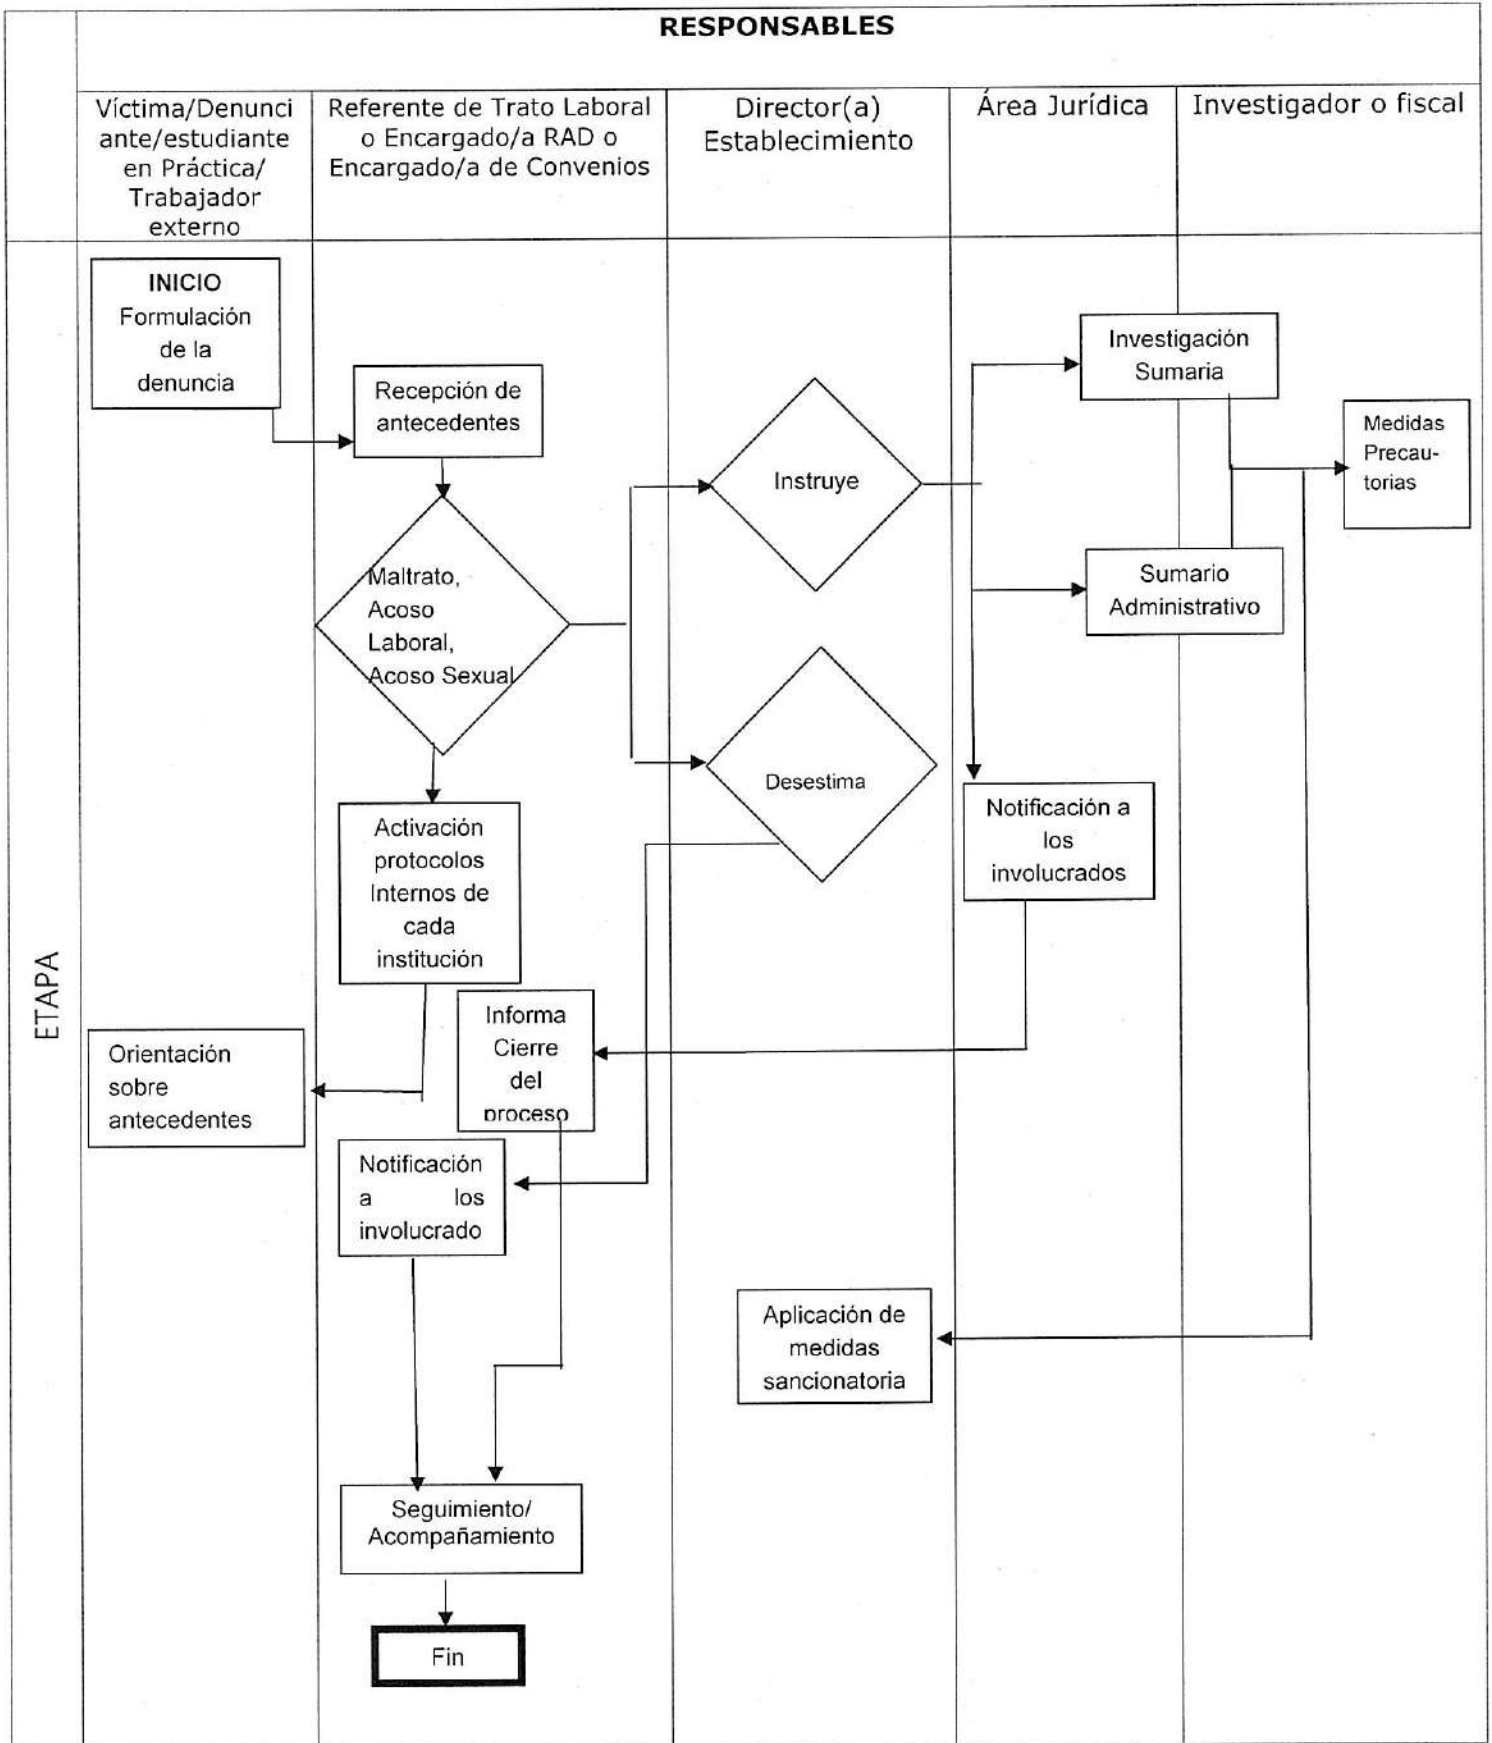 RESPONSABLES
Víctima/Denunci
ante/estudiante
en Práctica/
Trabajador
externo
Referente de Trato Laboral
o Encargado/a RAD o
Encargado/a de Convenios
Director(a)
Establecimiento
Área Jurídica
Investigador o fiscal
ETAPA
INICIO
Formulación
de la
denuncia
Recepción de
antecedentes
Maltrato,
Acoso
Laboral,
Acoso Sexual
Instruye
Desestima
Investigación
Sumaria
Medidas
Precau-
torias
Sumario
Administrativo
Notificación a
los
involucrados
Activación
protocolos
Internos de
cada
institución
Informa
Cierre
del
proceso
Orientación
sobre
antecedentes
Notificación
a los
involucrado
Aplicación de
medidas
sancionatoria
Seguimiento/
Acompañamiento
Fin